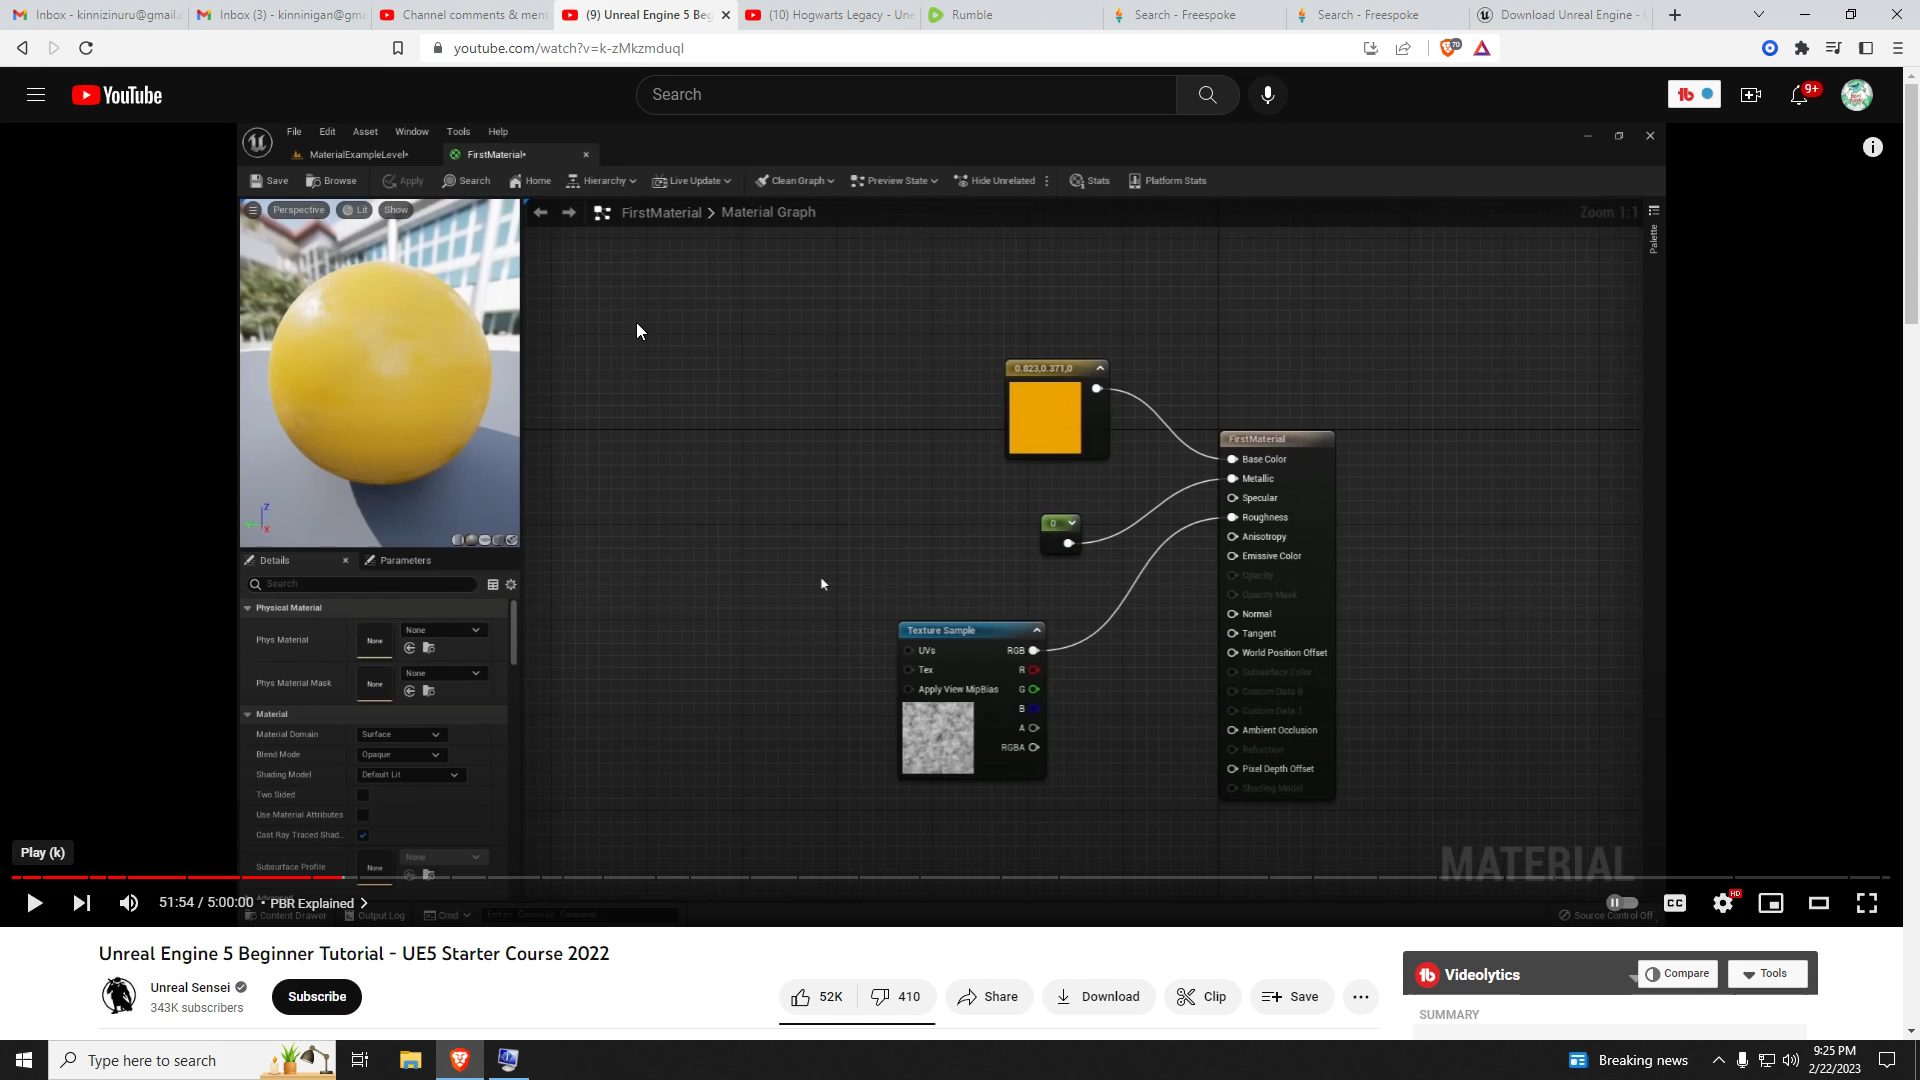 Inbox - kinnizinuru@gmail.c
Inbox (3) - kinninigan@gma
Channel comments & ment
(9) Unreal Engine 5 Beg
(10) Hogwarts Legacy - Une
Rumble
Search - Freespoke
Search - Freespoke
Download Unreal Engine - U
youtube.com/watch?v=k-zMkzmduqI
70
YouTube
Search
9+
File Edit Asset Window Tools Help
MaterialExampleLevel•
FirstMaterial•
Save Browse Apply Search Home Hierarchy Live Update Clean Graph Preview State Hide Unrelated Stats Platform Stats
Perspective Lit Show
FirstMaterial > Material Graph
Zoom 1:1
Palette
0.823,0.371,0
FirstMaterial
Base Color
Metallic
Specular
Roughness
Anisotropy
Emissive Color
Opacity
Opacity Mask
Normal
Tangent
World Position Offset
Subsurface Color
Custom Data 0
Custom Data 1
Ambient Occlusion
Refraction
Pixel Depth Offset
Shading Model
0
Texture Sample
UVs RGB
Tex R
Apply View MipBias G
B
A
RGBA
Z
X
Details
Parameters
Search
Physical Material
Phys Material None None
Phys Material Mask None None
Material
Material Domain Surface
Blend Mode Opaque
Shading Model Default Lit
Two Sided
Use Material Attributes
Cast Ray Traced Shad..
Subsurface Profile None None
MATERIAL
Play (k)
51:54 / 5:00:00 • PBR Explained >
CC
HD
Content Drawer Output Log Cmd Enter Console Command
Source Control Off
Unreal Engine 5 Beginner Tutorial - UE5 Starter Course 2022
Unreal Sensei
343K subscribers
Subscribe
52K
410
Share
Download
Clip
Save
Videolytics
Compare
Tools
SUMMARY
Type here to search
Breaking news
9:25 PM
2/22/2023